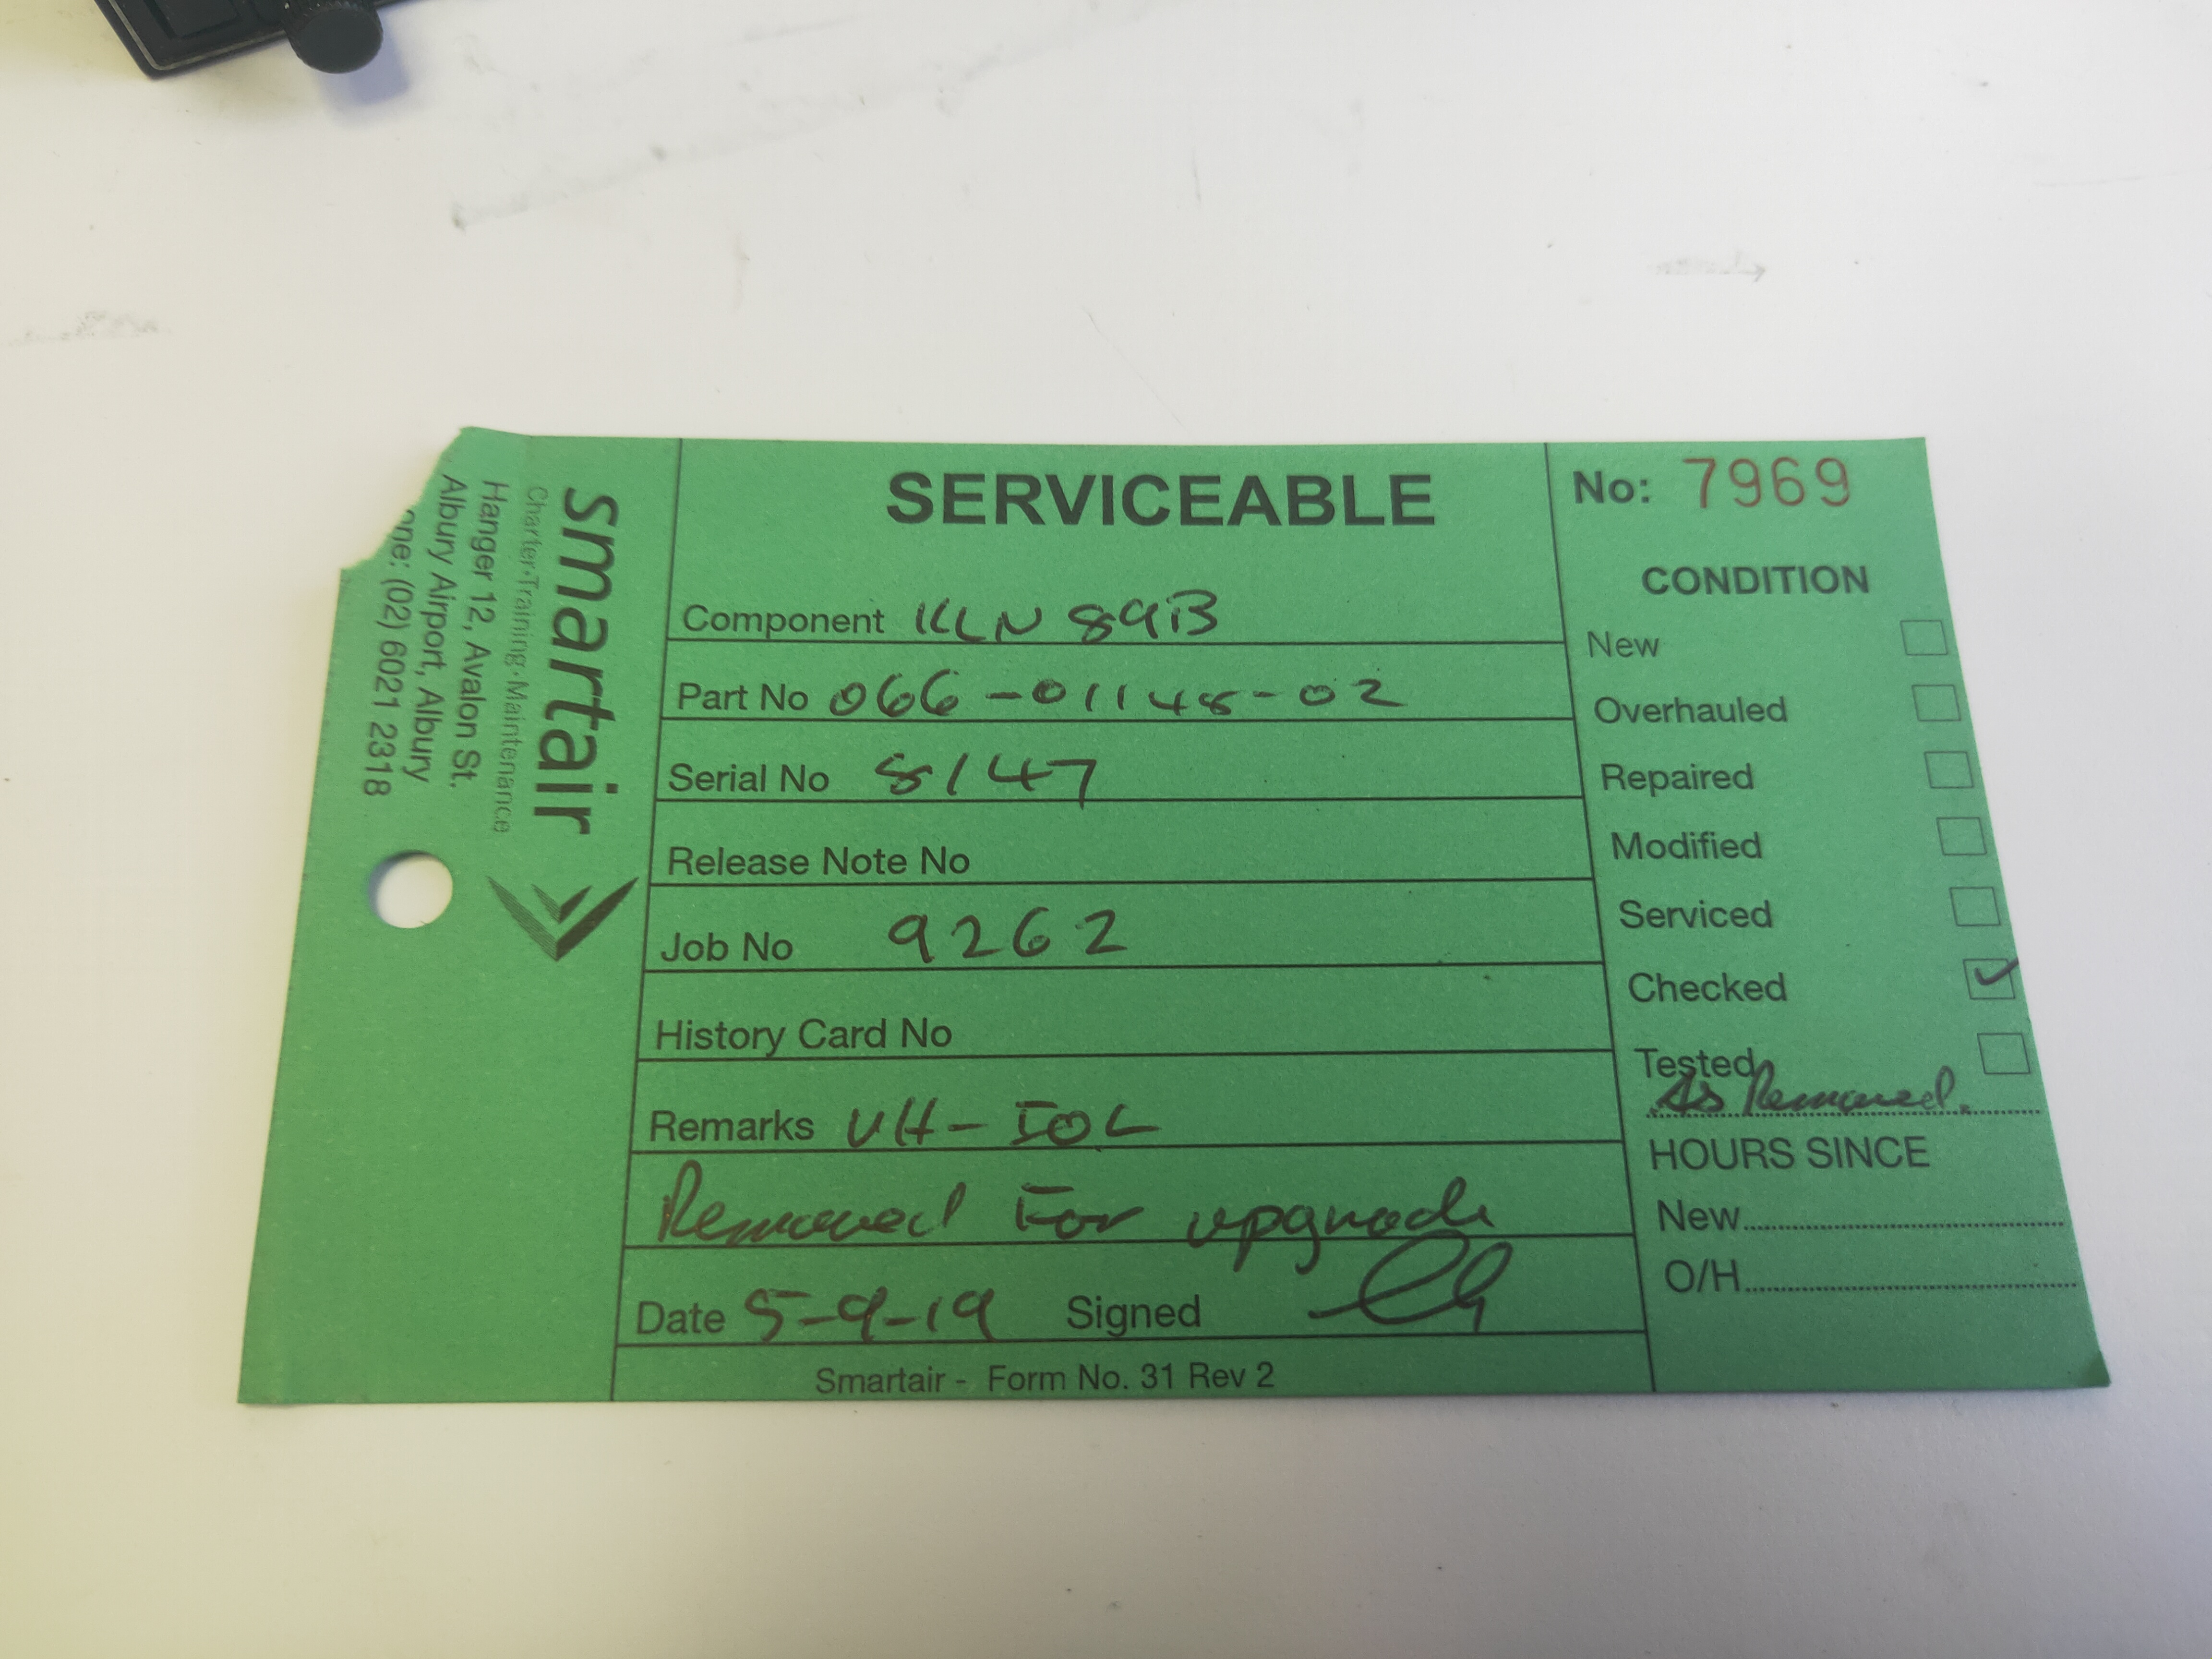 smartair
Charter•Training•Maintenance
Hanger 12, Avalon St.
Albury Airport, Albury
one: (02) 6021 2318
SERVICEABLE
Component KLN 89B
Part No 066-01148-02
Serial No 8147
Release Note No
Job No 9262
History Card No
Remarks VH-IOL
Removed For upgrade
Date 5-9-19 Signed
Smartair - Form No. 31 Rev 2
No: 7969
CONDITION
New
Overhauled
Repaired
Modified
Serviced
Checked ✓
Tested
As Removed.
HOURS SINCE
New
O/H